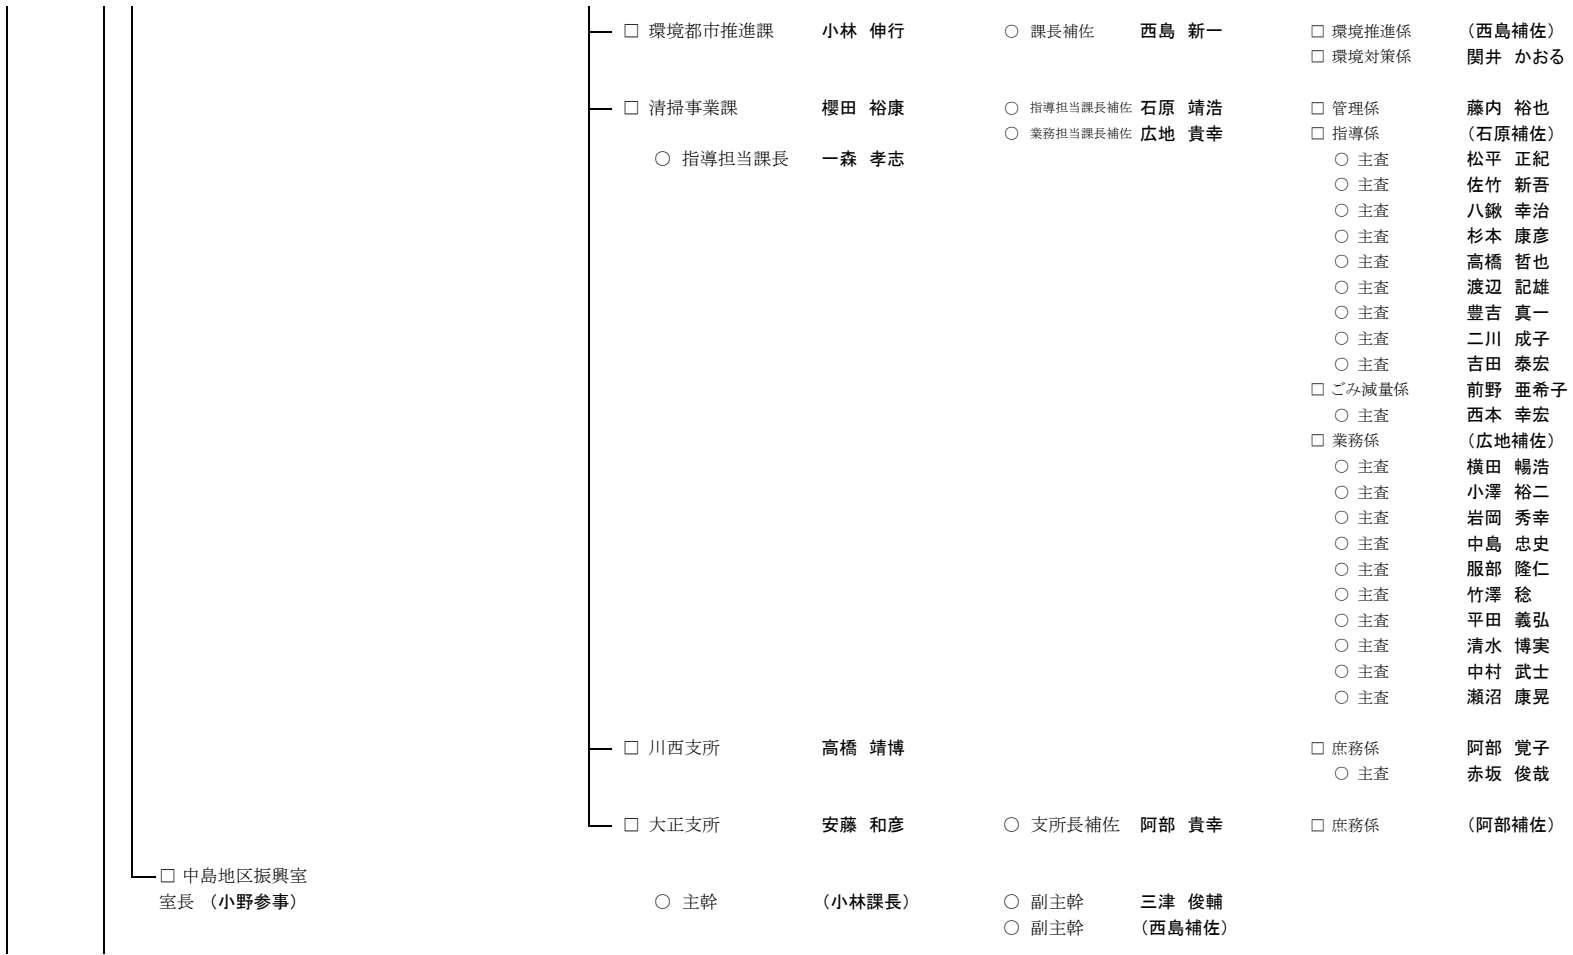 □ 環境都市推進課 小林 伸行 ○ 課長補佐 西島 新一 □ 環境推進係 （西島補佐）
□ 環境対策係 関井 かおる
□ 清掃事業課 櫻田 裕康 ○ 指導担当課長補佐 石原 靖浩 □ 管理係 藤内 裕也
○ 業務担当課長補佐 広地 貴幸 □ 指導係 （石原補佐）
○ 指導担当課長 一森 孝志 ○ 主査 松平 正紀
○ 主査 佐竹 新吾
○ 主査 八鍬 幸治
○ 主査 杉本 康彦
○ 主査 高橋 哲也
○ 主査 渡辺 記雄
○ 主査 豊吉 真一
○ 主査 二川 成子
○ 主査 吉田 泰宏
□ ごみ減量係 前野 亜希子
○ 主査 西本 幸宏
□ 業務係 （広地補佐）
○ 主査 横田 暢浩
○ 主査 小澤 裕二
○ 主査 岩岡 秀幸
○ 主査 中島 忠史
○ 主査 服部 隆仁
○ 主査 竹澤 稔
○ 主査 平田 義弘
○ 主査 清水 博実
○ 主査 中村 武士
○ 主査 瀬沼 康晃
□ 川西支所 高橋 靖博 □ 庶務係 阿部 覚子
○ 主査 赤坂 俊哉
□ 大正支所 安藤 和彦 ○ 支所長補佐 阿部 貴幸 □ 庶務係 （阿部補佐）
□ 中島地区振興室
室長 （小野参事） ○ 主幹 （小林課長） ○ 副主幹 三津 俊輔
○ 副主幹 （西島補佐）